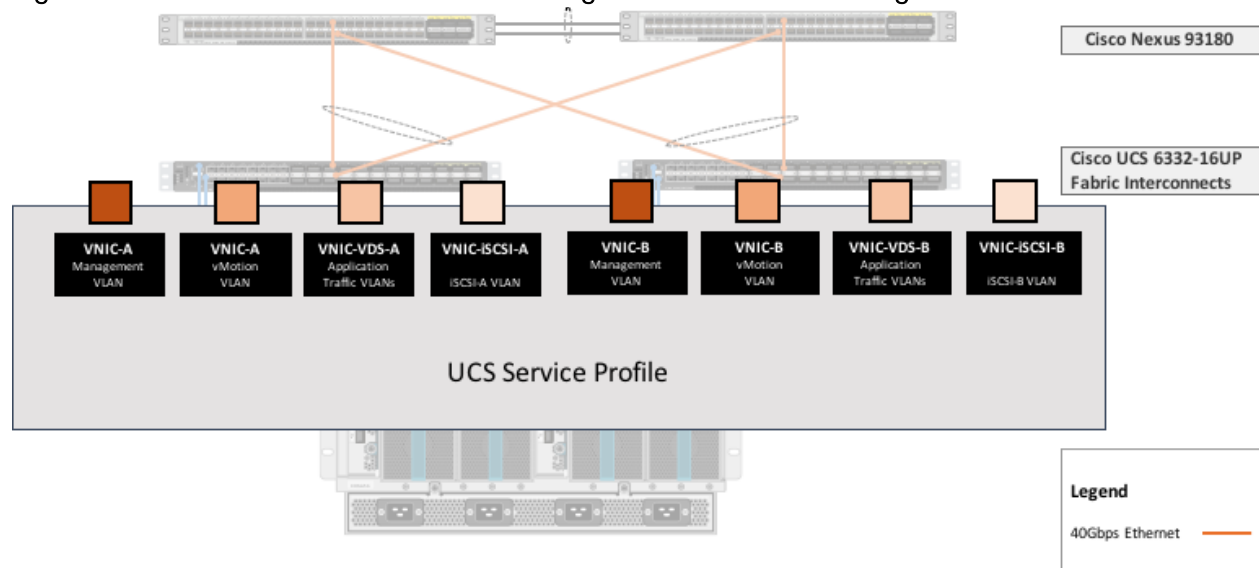 Cisco Nexus 93180
Cisco UCS 6332-16UP
Fabric Interconnects
VNIC-A
Management
VLAN
VNIC-A
vMotion
VLAN
VNIC-VDS-A
Application
Traffic VLANs
VNIC-iSCSI-A
iSCSI-A VLAN
VNIC-B
Management
VLAN
VNIC-B
vMotion
VLAN
VNIC-VDS-B
Application
Traffic VLANs
VNIC-iSCSI-B
iSCSI-B VLAN
UCS Service Profile
Legend
40Gbps Ethernet